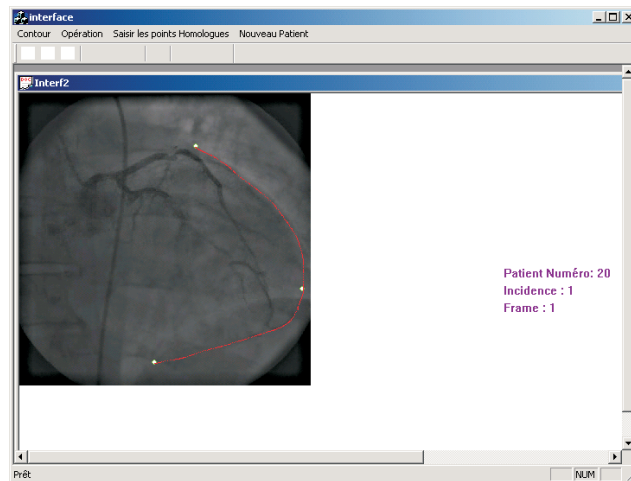 interface
Contour Opération Saisir les points Homologues Nouveau Patient
Interf2
Patient Numéro: 20
Incidence : 1
Frame : 1
Prêt NUM